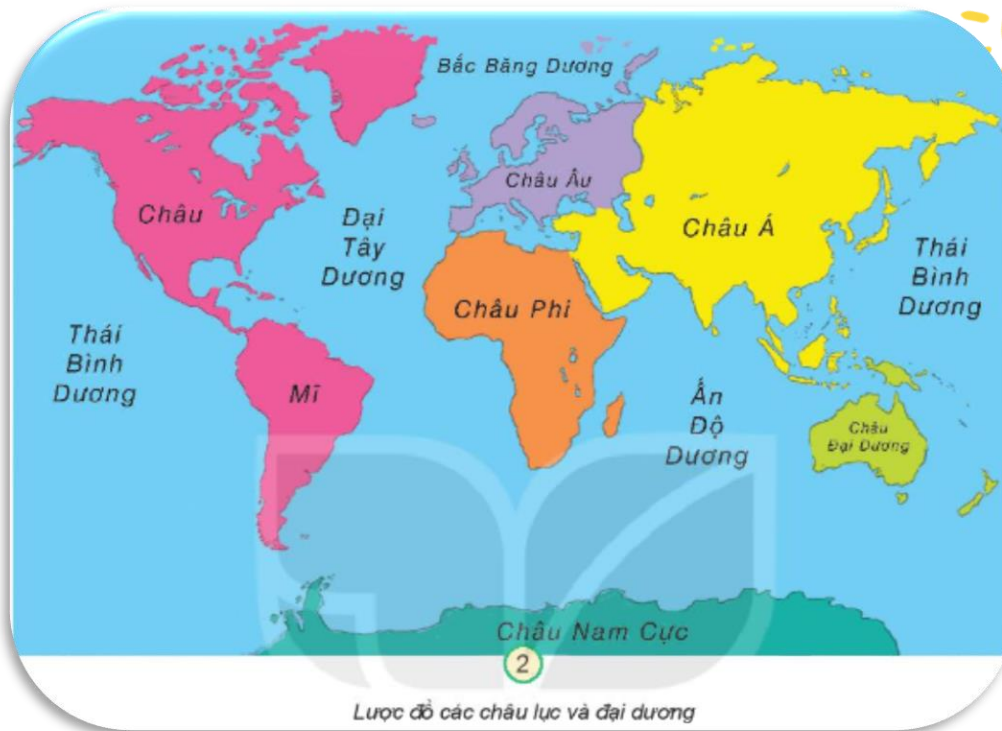 Bắc Băng Dương
Châu Âu
Châu
Đại
Tây
Dương
Châu Á
Thái
Bình
Dương
Châu Phi
Thái
Bình
Dương
Mĩ
Ấn
Độ
Dương
Châu
Đại Dương
Châu Nam Cực
2
Lược đồ các châu lục và đại dương